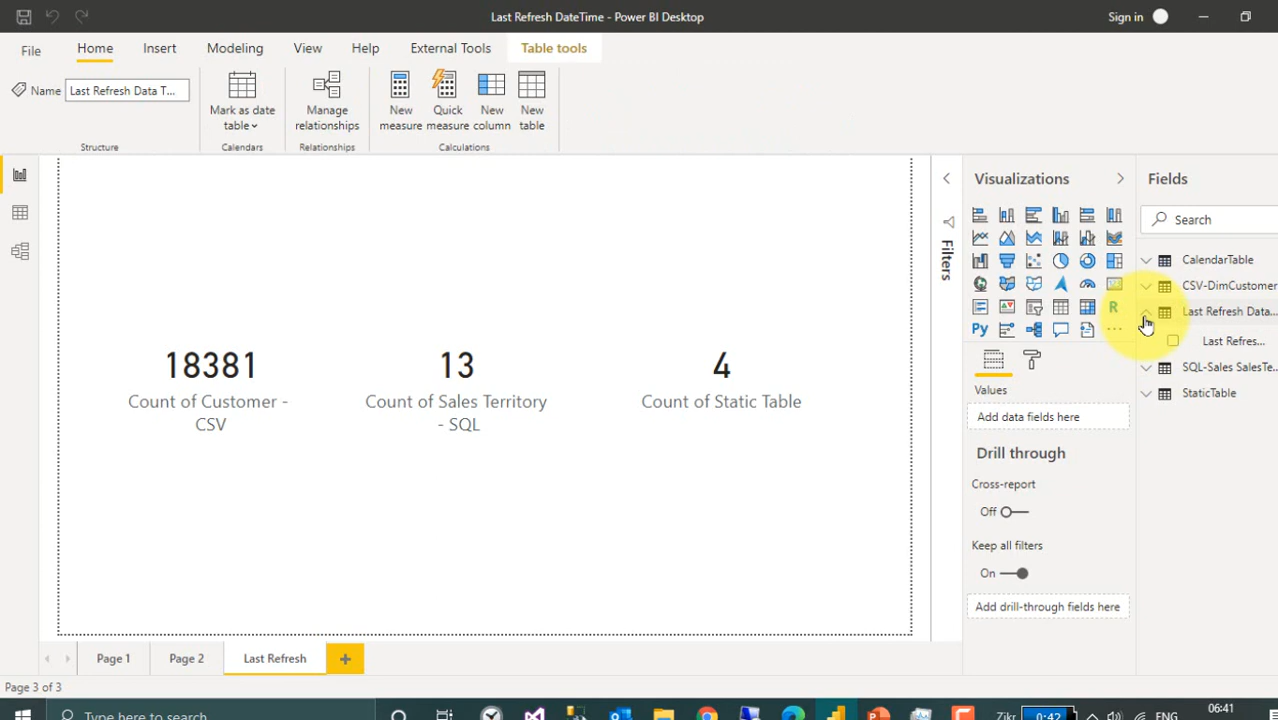 Last Refresh DateTime - Power BI Desktop
Sign in
File
Home
Insert
Modeling
View
Help
External Tools
Table tools
Name
Last Refresh Data T...
Mark as date
table
Manage
relationships
New
measure
Quick
measure
New
column
New
table
Structure
Calendars
Relationships
Calculations
Visualizations
Fields
Search
Filters
R
Py
CalendarTable
CSV-DimCustomer
Last Refresh Data...
Last Refres...
SQL-Sales SalesTe...
StaticTable
Values
Add data fields here
Drill through
Cross-report
Off
Keep all filters
On
Add drill-through fields here
18381
Count of Customer -
CSV
13
Count of Sales Territory
- SQL
4
Count of Static Table
Page 1
Page 2
Last Refresh
Page 3 of 3
Type here to search
Zikr
0:42
ENG
06:41